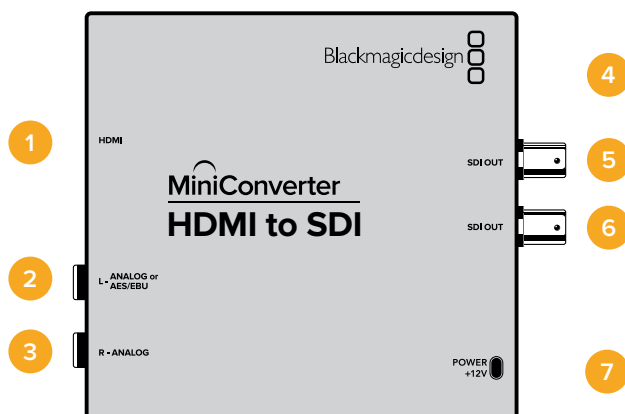 Blackmagicdesign
4
1
HDMI
SDI OUT
5
MiniConverter
HDMI to SDI
SDI OUT
6
2
L - ANALOG or
AES/EBU
3
R - ANALOG
POWER
+12V
7